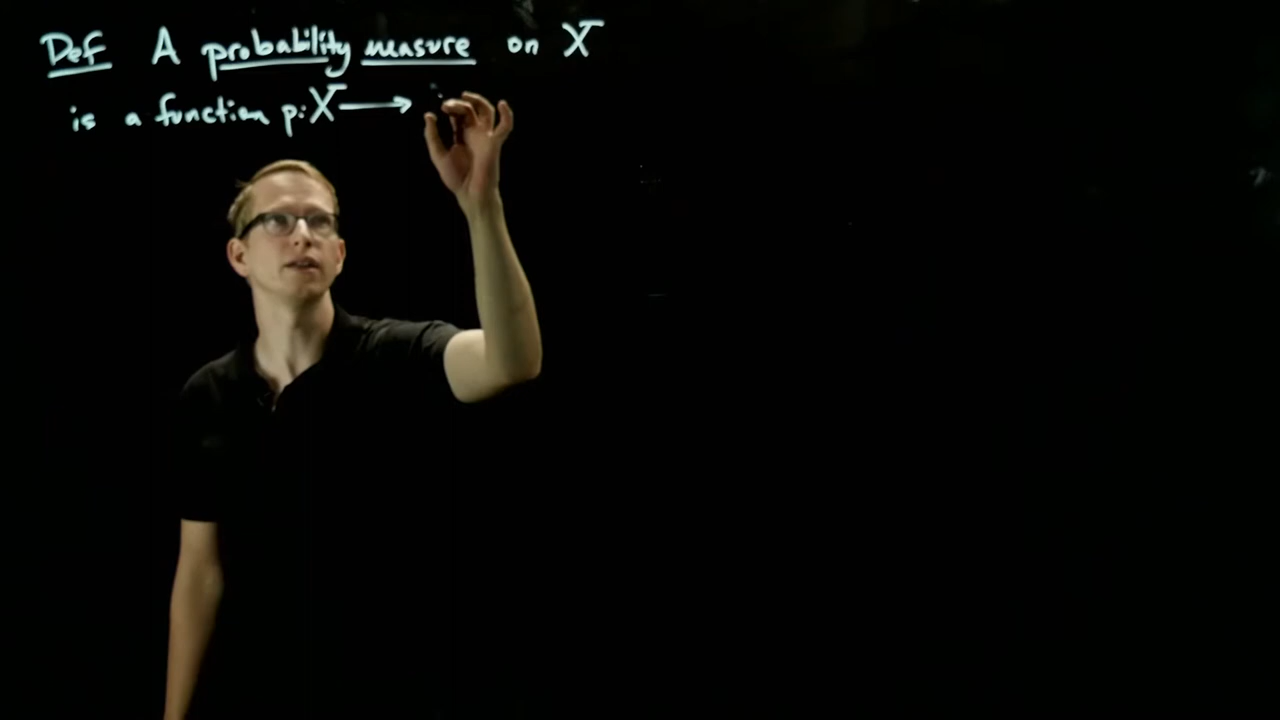 Def A probability measure on X
is a function p: X ⟶